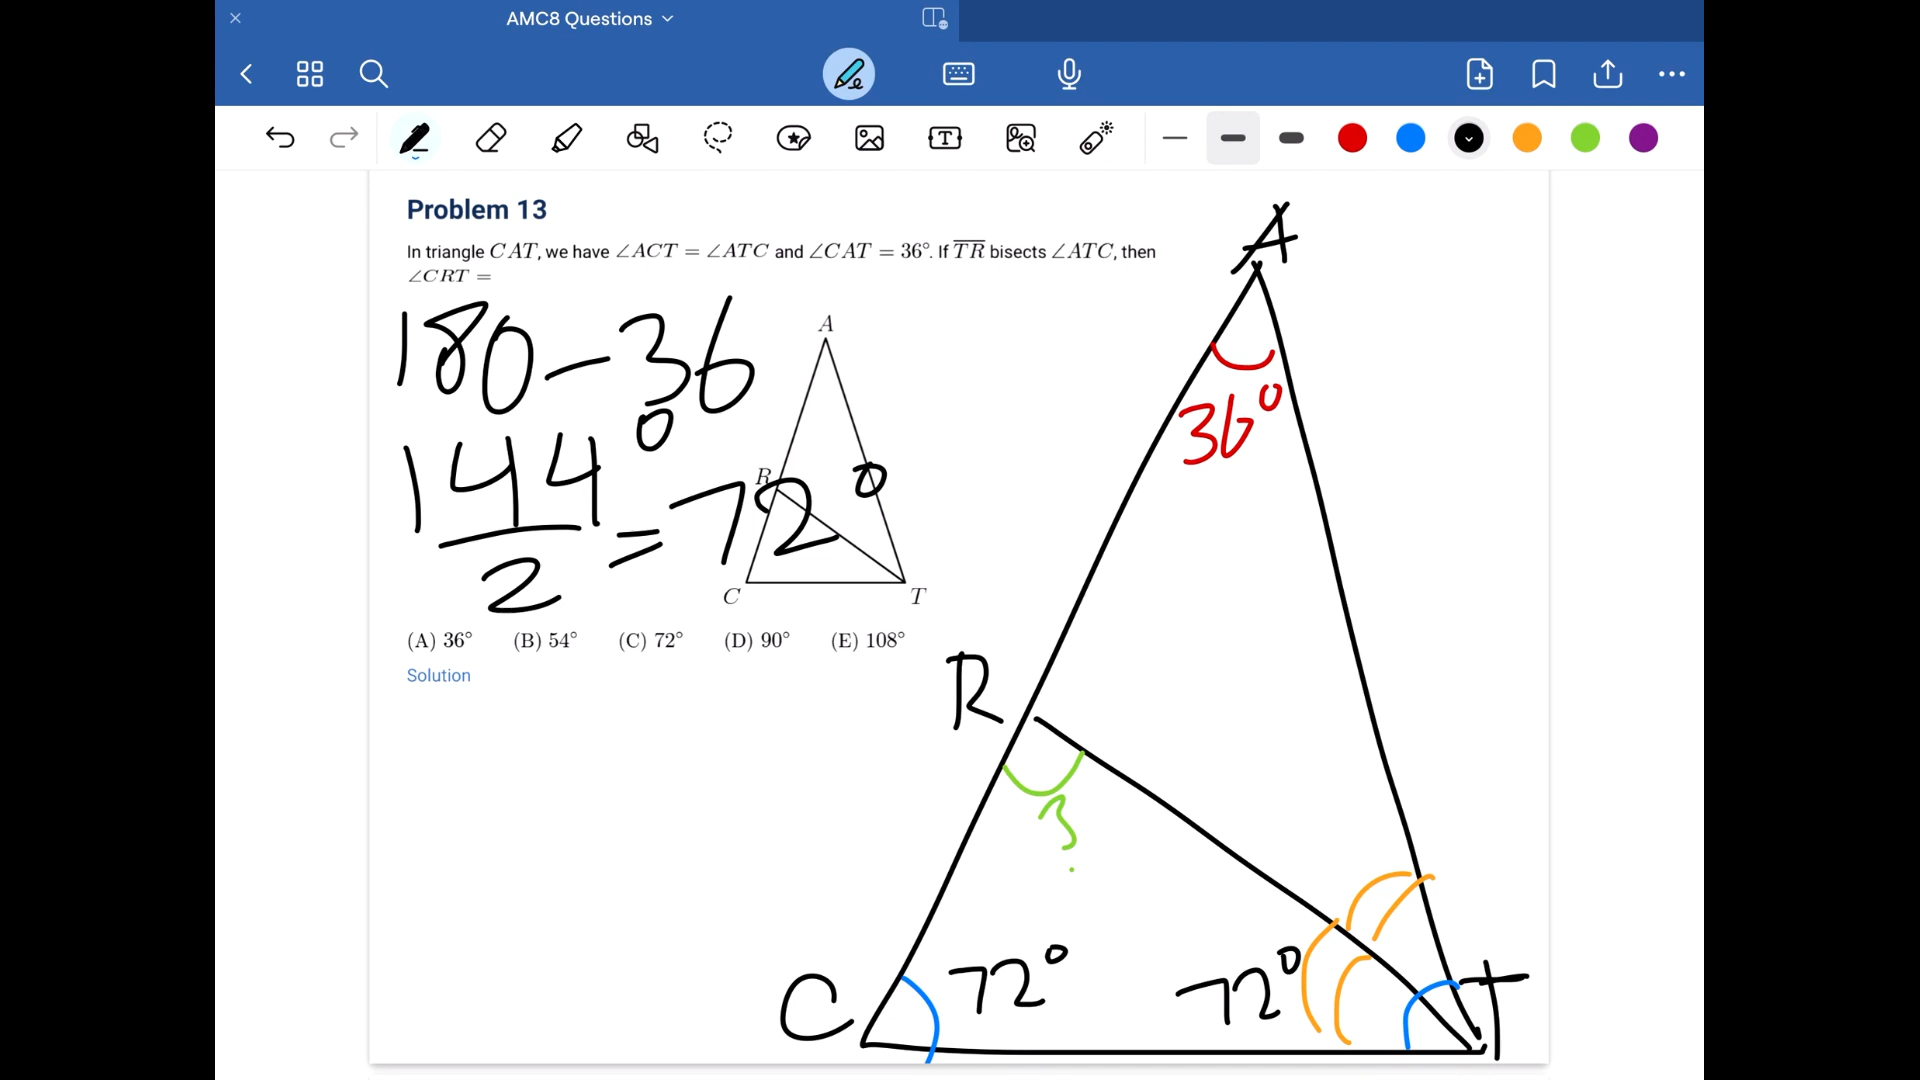 AMC8 Questions
Problem 13
In triangle CAT, we have ∠ACT = ∠ATC and ∠CAT = 36°. If TR bisects ∠ATC, then
∠CRT =
180-36
144°
2
=72°
A
R
C
T
(A) 36° (B) 54° (C) 72° (D) 90° (E) 108°
Solution
A
36°
R
?
C
72°
72°
T